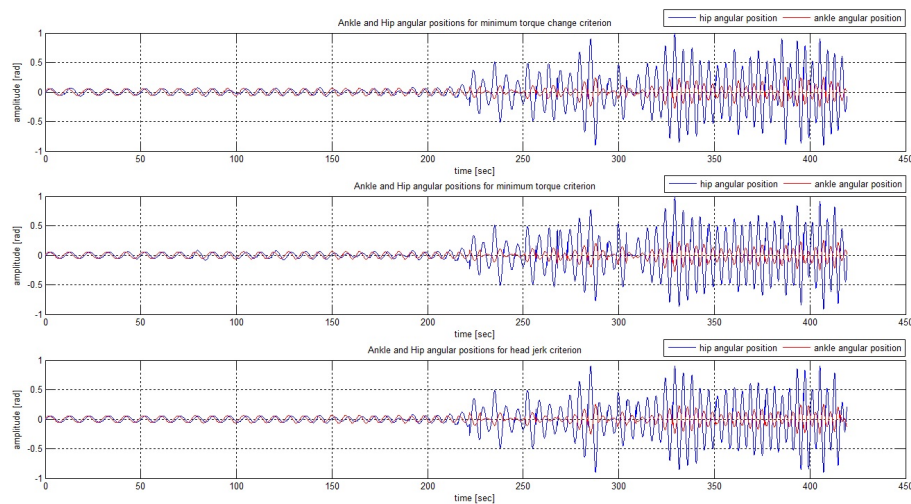 hip angular position ankle angular position
Ankle and Hip angular positions for minimum torque change criterion
1
0.5
0
-0.5
-1
amplitude [rad]
0 50 100 150 200 250 300 350 400 450
time [sec]
hip angular position ankle angular position
Ankle and Hip angular positions for minimum torque criterion
1
0.5
0
-0.5
-1
amplitude [rad]
0 50 100 150 200 250 300 350 400 450
time [sec]
hip angular position ankle angular position
Ankle and Hip angular positions for head jerk criterion
1
0.5
0
-0.5
-1
amplitude [rad]
0 50 100 150 200 250 300 350 400 450
time [sec]